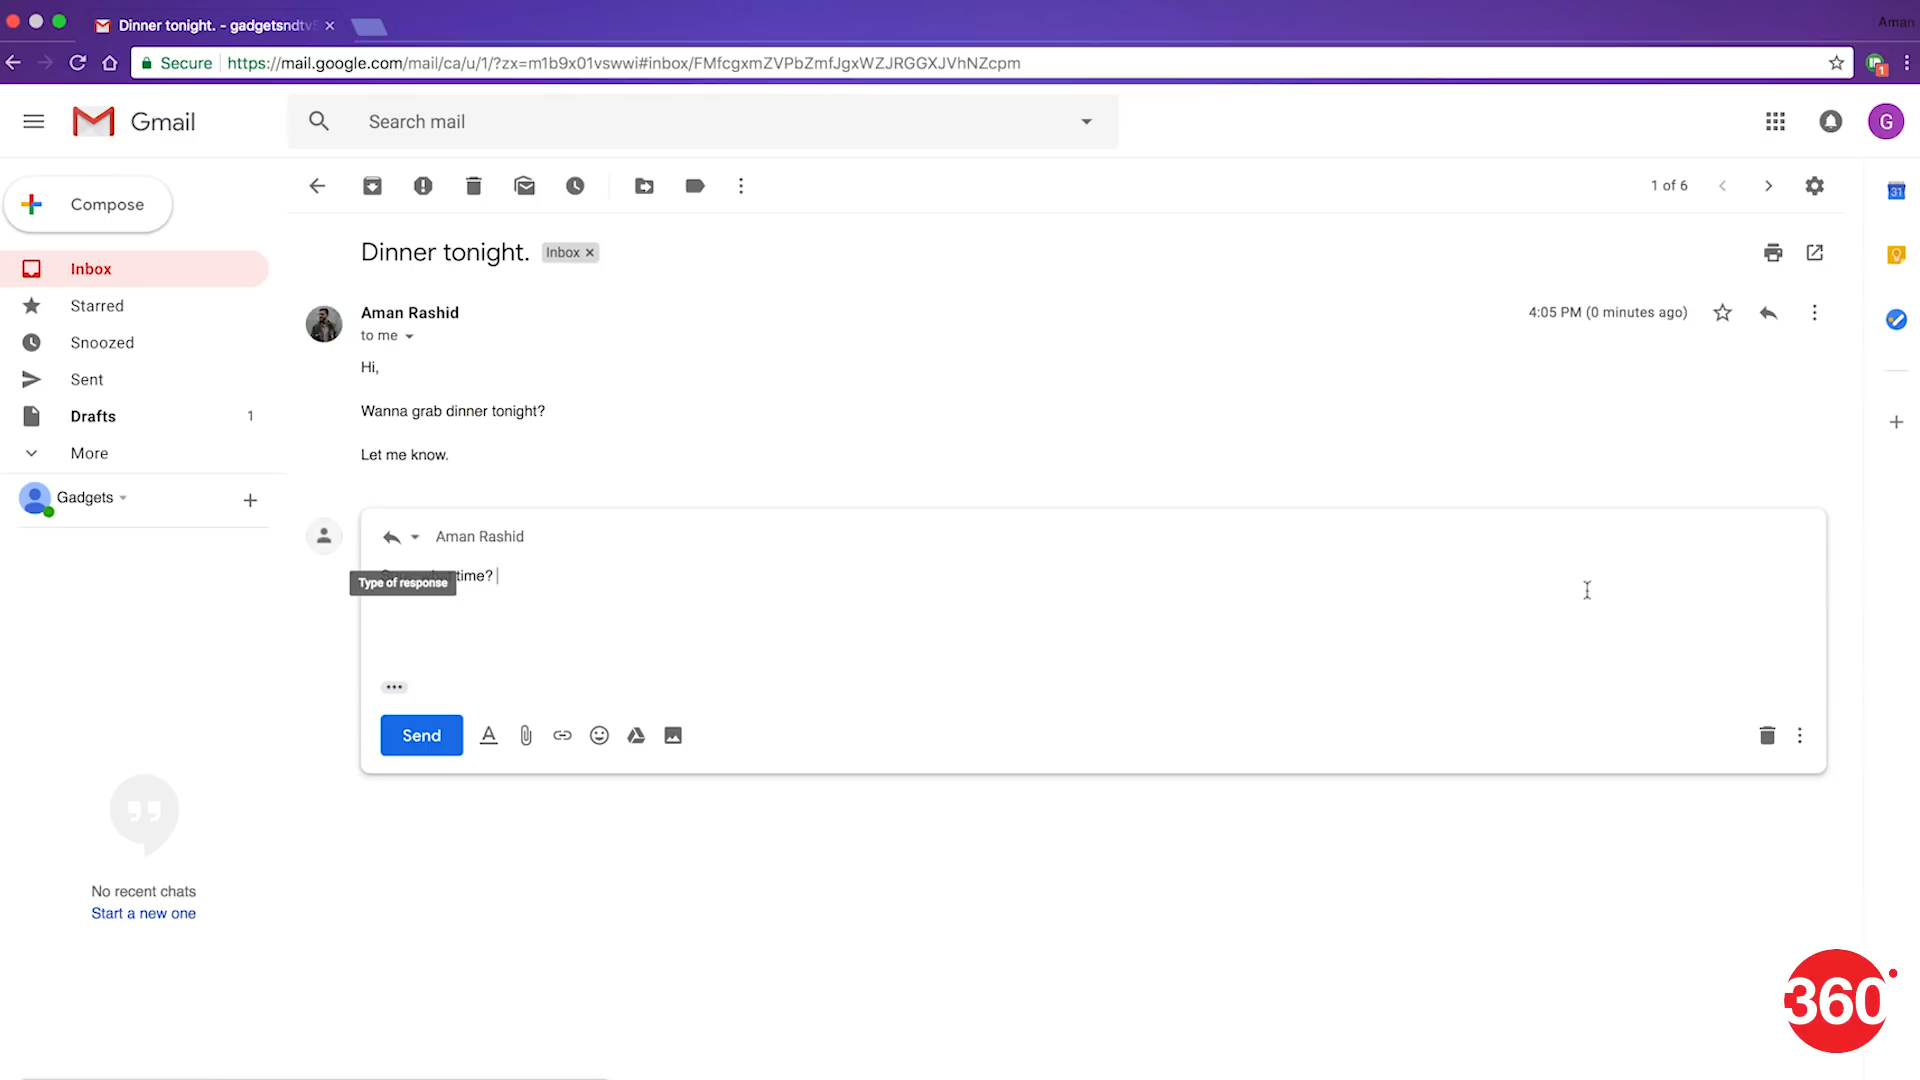 Dinner tonight. - gadgetsndtv
Aman
Secure https://mail.google.com/mail/ca/u/1/?zx=m1b9x01vswwi#inbox/FMfcgxmZVPbZmfJgxWZJRGGXJVhNZcpm
1
Gmail
Search mail
G
Compose
1 of 6
31
Inbox
Starred
Snoozed
Sent
Drafts 1
More
Gadgets
No recent chats
Start a new one
Dinner tonight. Inbox x
Aman Rashid
4:05 PM (0 minutes ago)
to me
Hi,
Wanna grab dinner tonight?
Let me know.
Aman Rashid
time?
Type of response
Send
360